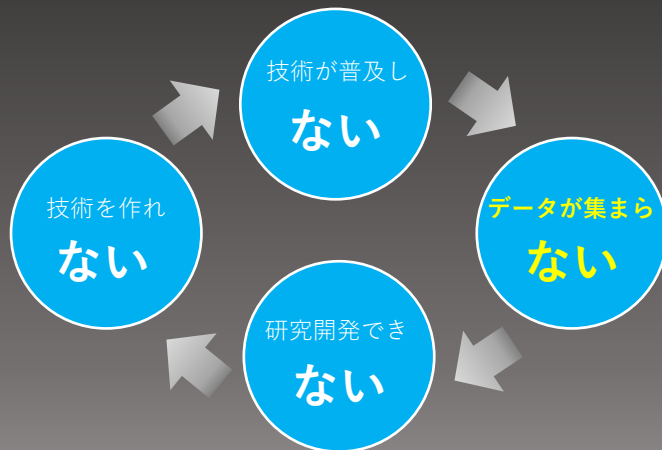 技術が普及し
ない
データが集まら
ない
研究開発でき
ない
技術を作れ
ない